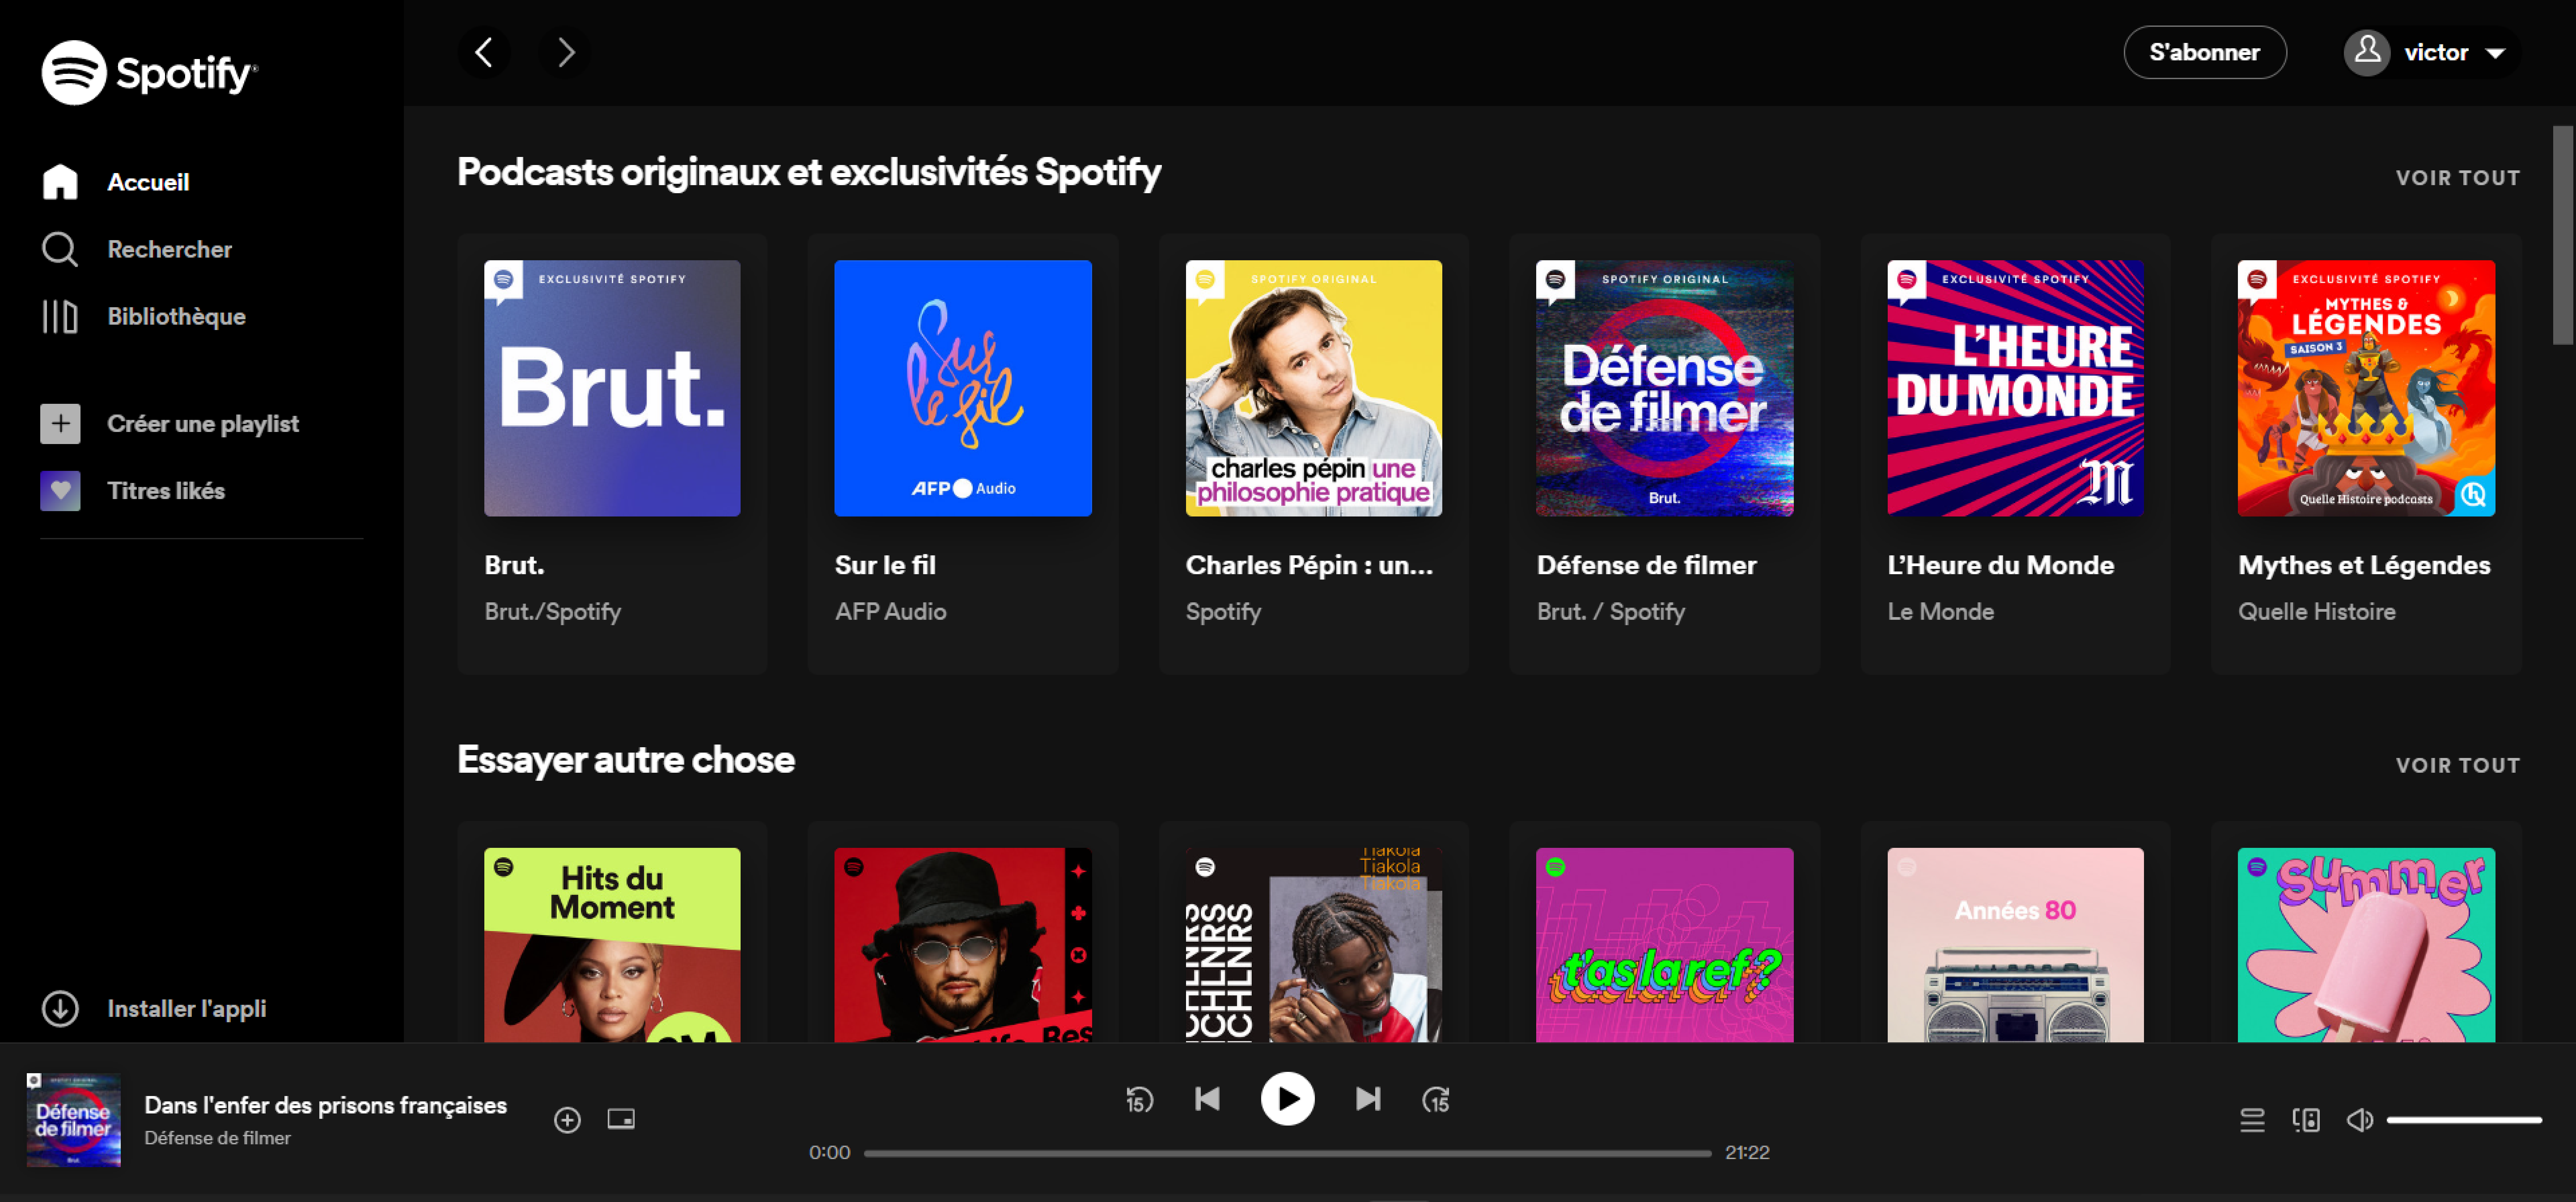 Spotify
S'abonner
victor
Accueil
Rechercher
Bibliothèque
Créer une playlist
Titres likés
Installer l'appli
Podcasts originaux et exclusivités Spotify
VOIR TOUT
EXCLUSIVITÉ SPOTIFY
Brut.
Brut.
Brut./Spotify
Sur
le fil
AFP Audio
Sur le fil
AFP Audio
SPOTIFY ORIGINAL
charles pépin une
philosophie pratique
Charles Pépin : un...
Spotify
SPOTIFY ORIGINAL
Défense
de filmer
Brut.
Défense de filmer
Brut. / Spotify
EXCLUSIVITÉ SPOTIFY
L'HEURE
DU MONDE
M
L'Heure du Monde
Le Monde
EXCLUSIVITÉ SPOTIFY
MYTHES &
LÉGENDES
SAISON 3
Quelle Histoire podcasts
Mythes et Légendes
Quelle Histoire
Essayer autre chose
VOIR TOUT
Hits du
Moment
Tiakola
Tiakola
Tiakola
t'as la ref?
Années 80
summer
Défense
de filmer
Brut.
Dans l'enfer des prisons françaises
Défense de filmer
15
15
0:00
21:22